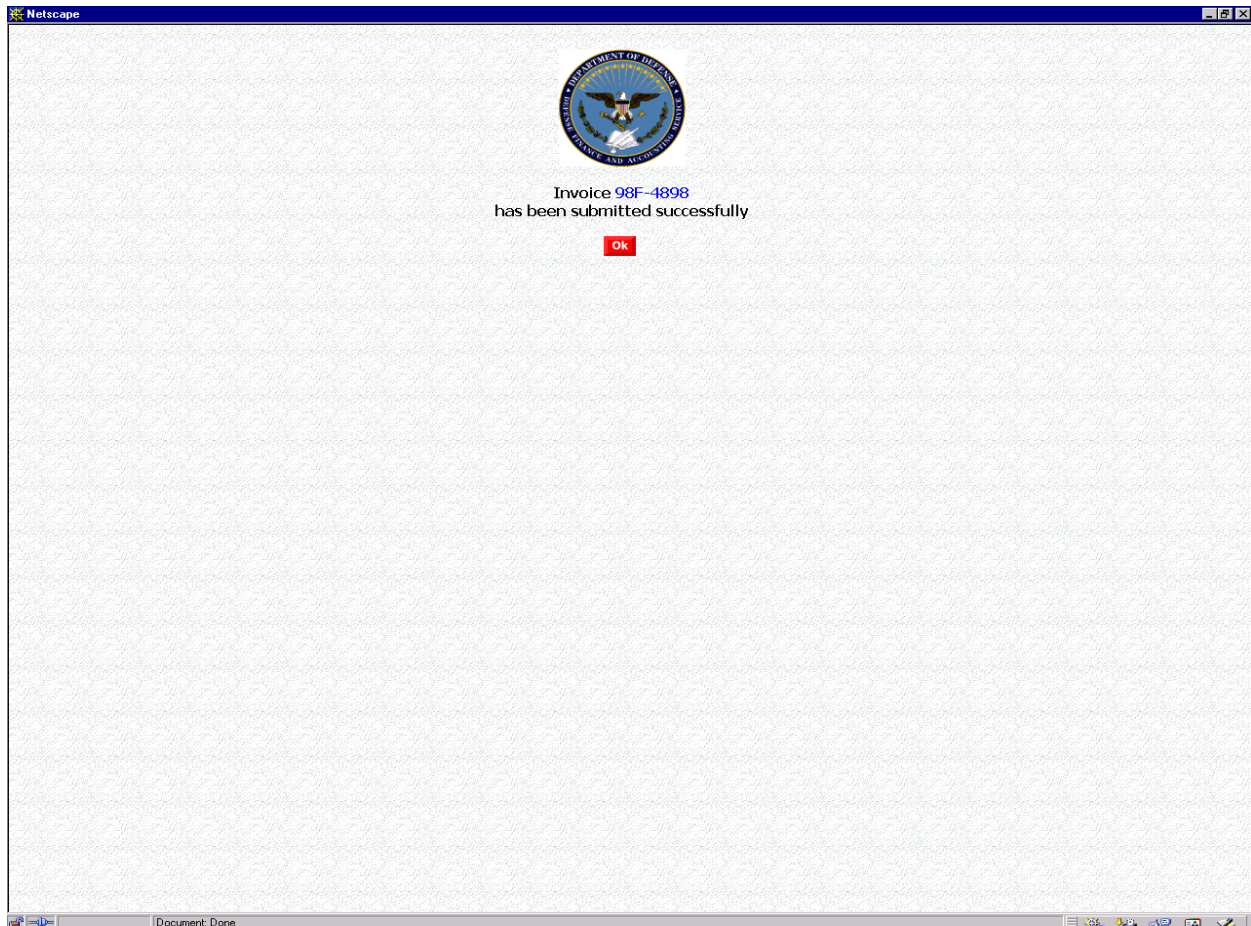 Netscape
DEPARTMENT OF DEFENSE
DEFENSE FINANCE AND ACCOUNTING SERVICE
Invoice 98F-4898
has been submitted successfully
Ok
Document: Done